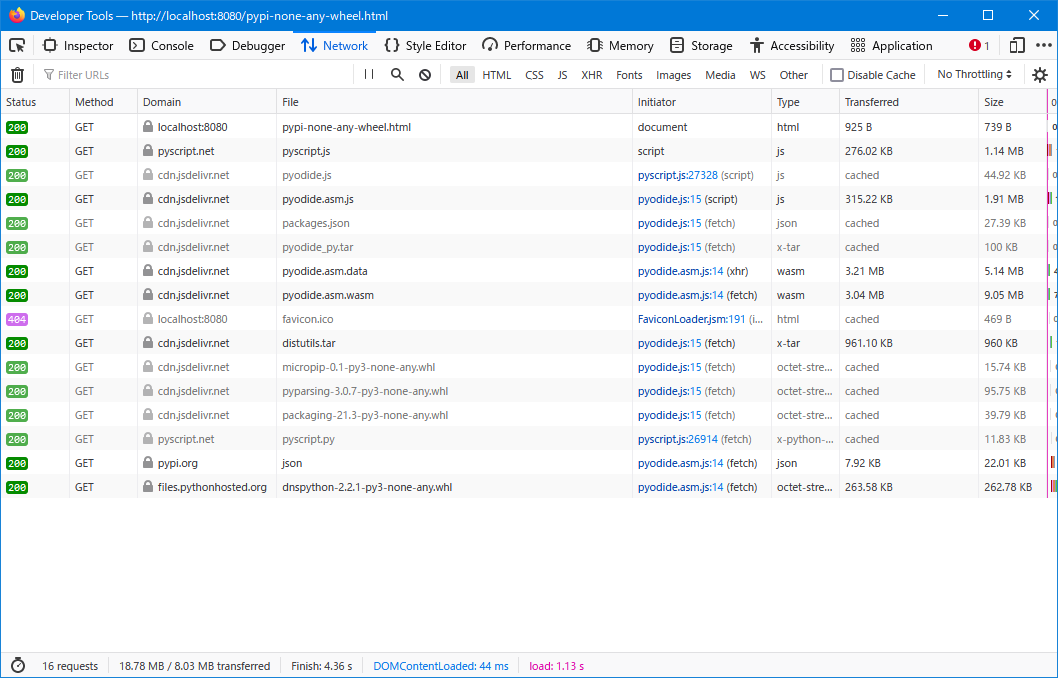 Developer Tools — http://localhost:8080/pypi-none-any-wheel.html
Inspector Console Debugger Network Style Editor Performance Memory Storage Accessibility Application 1
Filter URLs All HTML CSS JS XHR Fonts Images Media WS Other Disable Cache No Throttling
Status Method Domain File Initiator Type Transferred Size
200 GET localhost:8080 pypi-none-any-wheel.html document html 925 B 739 B
200 GET pyscript.net pyscript.js script js 276.02 KB 1.14 MB
200 GET cdn.jsdelivr.net pyodide.js pyscript.js:27328 (script) js cached 44.92 KB
200 GET cdn.jsdelivr.net pyodide.asm.js pyodide.js:15 (script) js 315.22 KB 1.91 MB
200 GET cdn.jsdelivr.net packages.json pyodide.js:15 (fetch) json cached 27.39 KB
200 GET cdn.jsdelivr.net pyodide_py.tar pyodide.js:15 (fetch) x-tar cached 100 KB
200 GET cdn.jsdelivr.net pyodide.asm.data pyodide.asm.js:14 (xhr) wasm 3.21 MB 5.14 MB
200 GET cdn.jsdelivr.net pyodide.asm.wasm pyodide.asm.js:14 (fetch) wasm 3.04 MB 9.05 MB
404 GET localhost:8080 favicon.ico FaviconLoader.jsm:191 (i... html cached 469 B
200 GET cdn.jsdelivr.net distutils.tar pyodide.js:15 (fetch) x-tar 961.10 KB 960 KB
200 GET cdn.jsdelivr.net micropip-0.1-py3-none-any.whl pyodide.js:15 (fetch) octet-stre... cached 15.74 KB
200 GET cdn.jsdelivr.net pyparsing-3.0.7-py3-none-any.whl pyodide.js:15 (fetch) octet-stre... cached 95.75 KB
200 GET cdn.jsdelivr.net packaging-21.3-py3-none-any.whl pyodide.js:15 (fetch) octet-stre... cached 39.79 KB
200 GET pyscript.net pyscript.py pyscript.js:26914 (fetch) x-python-... cached 11.83 KB
200 GET pypi.org json pyodide.asm.js:14 (fetch) json 7.92 KB 22.01 KB
200 GET files.pythonhosted.org dnspython-2.2.1-py3-none-any.whl pyodide.asm.js:14 (fetch) octet-stre... 263.58 KB 262.78 KB
16 requests 18.78 MB / 8.03 MB transferred Finish: 4.36 s DOMContentLoaded: 44 ms load: 1.13 s